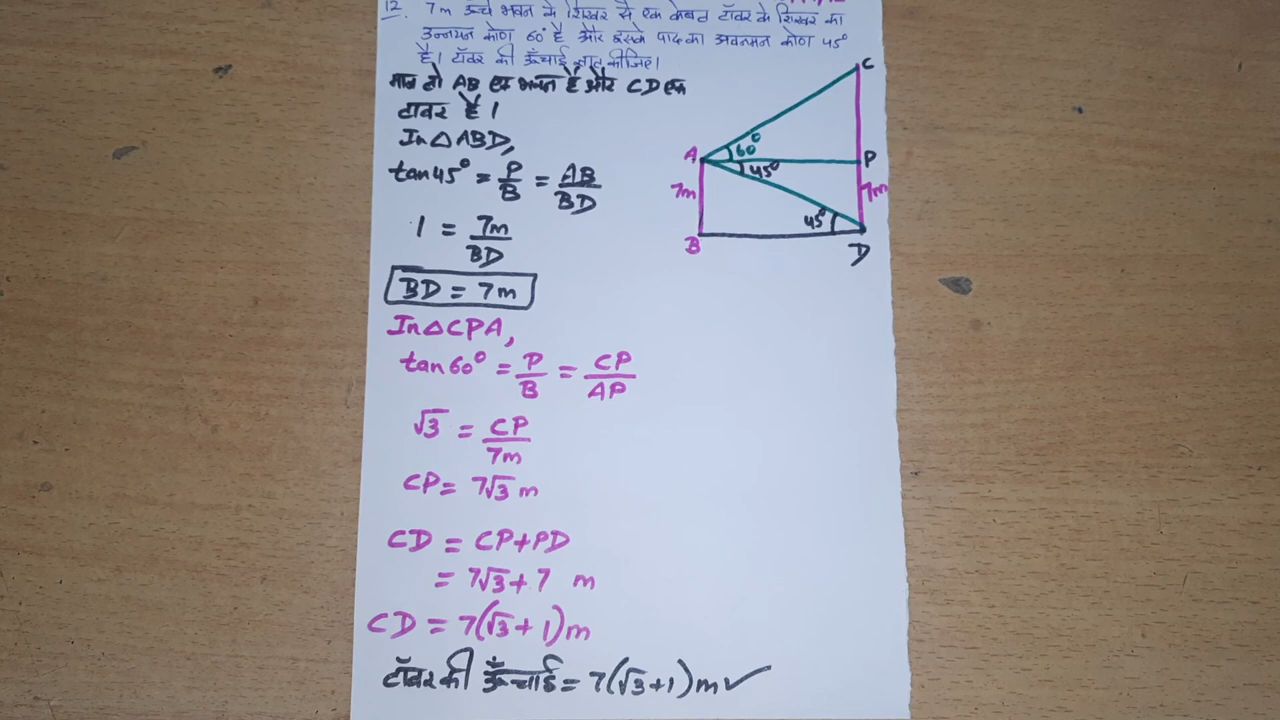 12. 7m ऊँचे भवन के शिखर से एक केबल टॉवर के शिखर का
उन्नयन कोण 60° है और इसके पाद का अवनमन कोण 45°
है। टॉवर की ऊँचाई ज्ञात कीजिए।
मान लो AB एक भवन है और CD एक
टावर है।
In △ABD,
tan45° = P/B = AB/BD
1 = 7m/BD
BD = 7m
In △CPA,
tan60° = P/B = CP/AP
√3 = CP/7m
CP = 7√3 m
CD = CP+PD
= 7√3 + 7 m
CD = 7(√3+1)m
टॉवर की ऊँचाई = 7(√3+1)m ✓
C
A 60° P
45°
7m 7m
45°
B D